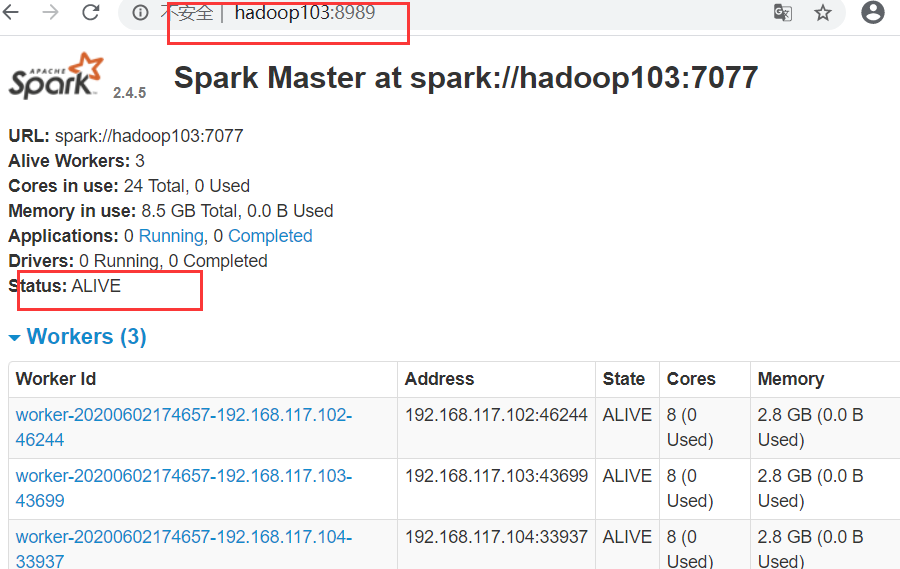 不安全 | hadoop103:8989
APACHE
Spark 2.4.5
Spark Master at spark://hadoop103:7077
URL: spark://hadoop103:7077
Alive Workers: 3
Cores in use: 24 Total, 0 Used
Memory in use: 8.5 GB Total, 0.0 B Used
Applications: 0 Running, 0 Completed
Drivers: 0 Running, 0 Completed
Status: ALIVE
Workers (3)
Worker Id Address State Cores Memory
worker-20200602174657-192.168.117.102- 192.168.117.102:46244 ALIVE 8 (0 2.8 GB (0.0 B
46244 Used) Used)
worker-20200602174657-192.168.117.103- 192.168.117.103:43699 ALIVE 8 (0 2.8 GB (0.0 B
43699 Used) Used)
worker-20200602174657-192.168.117.104- 192.168.117.104:33937 ALIVE 8 (0 2.8 GB (0.0 B
33937 Used) Used)